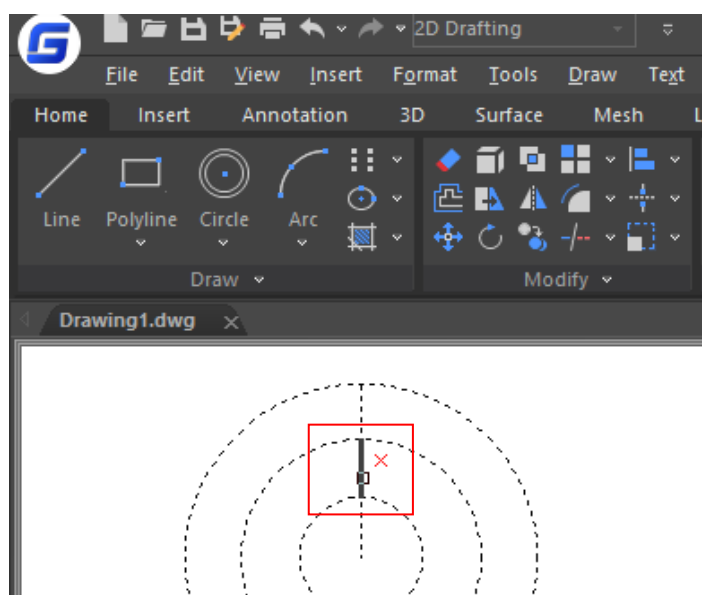 2D Drafting
File Edit View Insert Format Tools Draw Text
Home Insert Annotation 3D Surface Mesh L
Line Polyline Circle Arc
Draw Modify
Drawing1.dwg